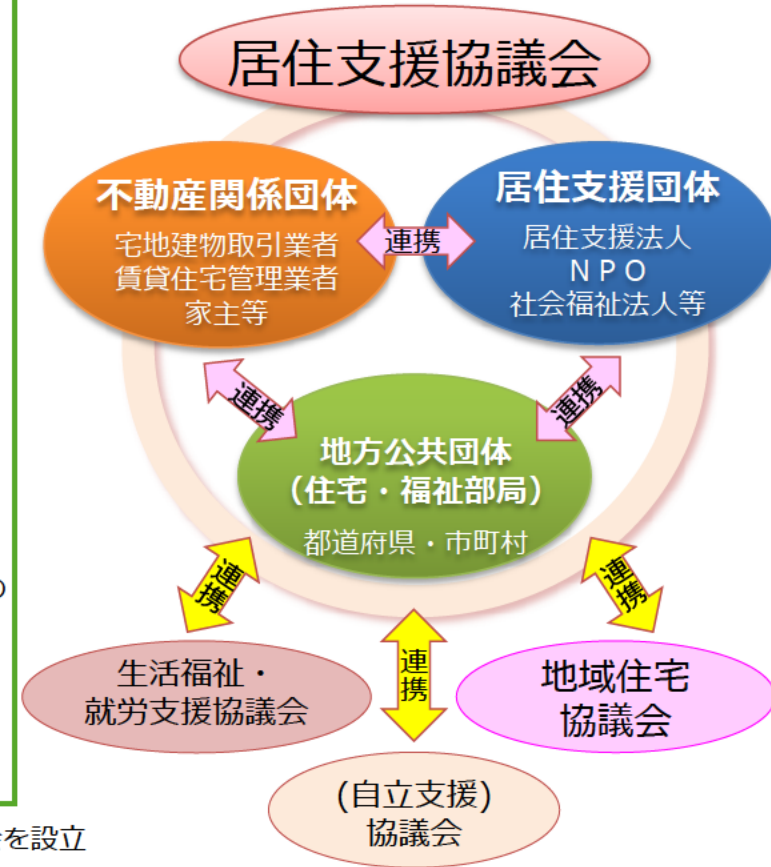 居住支援協議会
不動産関係団体
宅地建物取引業者
賃貸住宅管理業者
家主等
連携
居住支援団体
居住支援法人
NPO
社会福祉法人等
連携
連携
地方公共団体
(住宅・福祉部局)
都道府県・市町村
の
連携
連携
連携
生活福祉・
就労支援協議会
地域住宅
協議会
(自立支援)
協議会
を設立